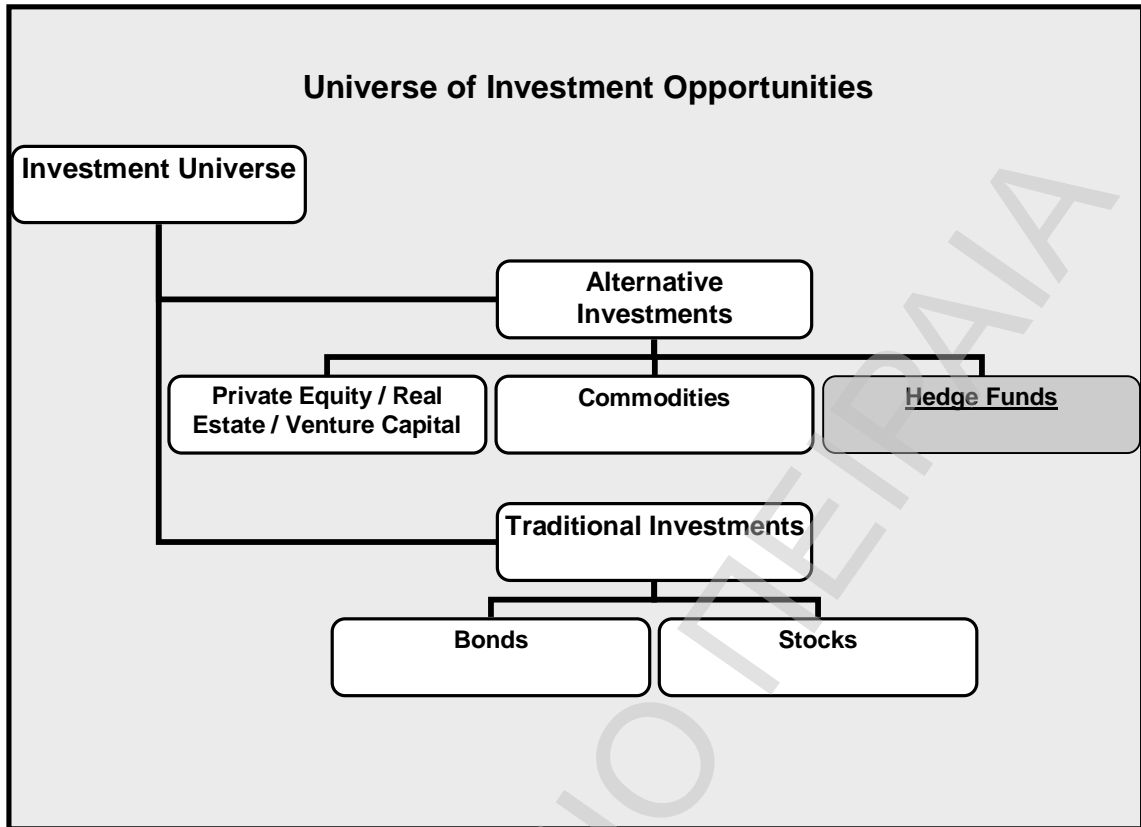 Universe of Investment Opportunities
Investment Universe
Alternative
Investments
Private Equity / Real
Estate / Venture Capital
Commodities
Hedge Funds
Traditional Investments
Bonds
Stocks
ΠΕΙΡΑΙΑ